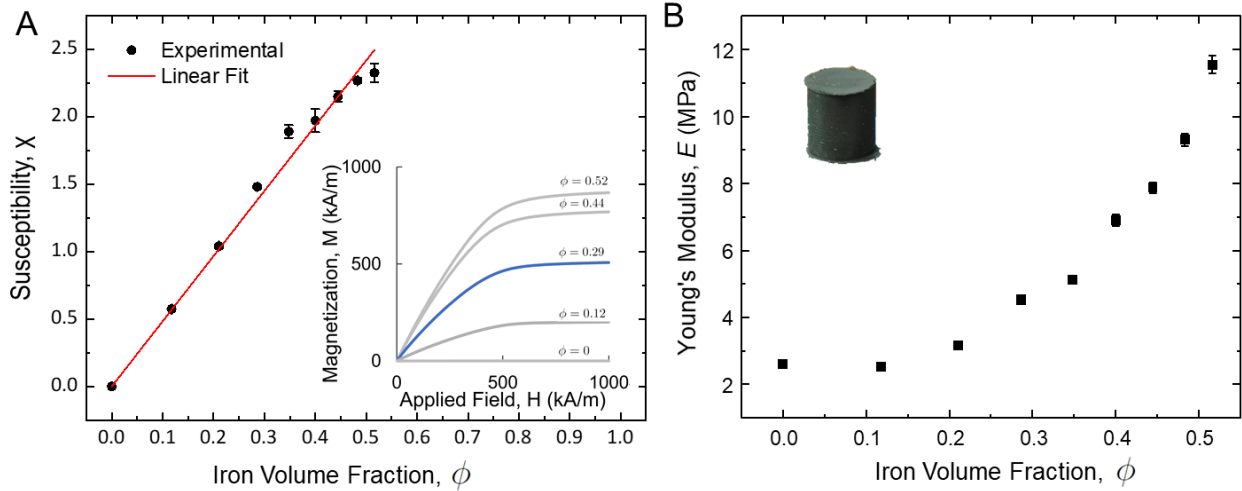 A
Experimental
Linear Fit
Susceptibility, χ
2.5
2.0
1.5
1.0
0.5
0.0
0.0 0.1 0.2 0.3 0.4 0.5 0.6 0.7 0.8 0.9 1.0
Iron Volume Fraction, ϕ
Magnetization, M (kA/m)
1000
500
0
ϕ = 0.52
ϕ = 0.44
ϕ = 0.29
ϕ = 0.12
ϕ = 0
0 500 1000
Applied Field, H (kA/m)
B
Young's Modulus, E (MPa)
12
10
8
6
4
2
0.0 0.1 0.2 0.3 0.4 0.5
Iron Volume Fraction, ϕ